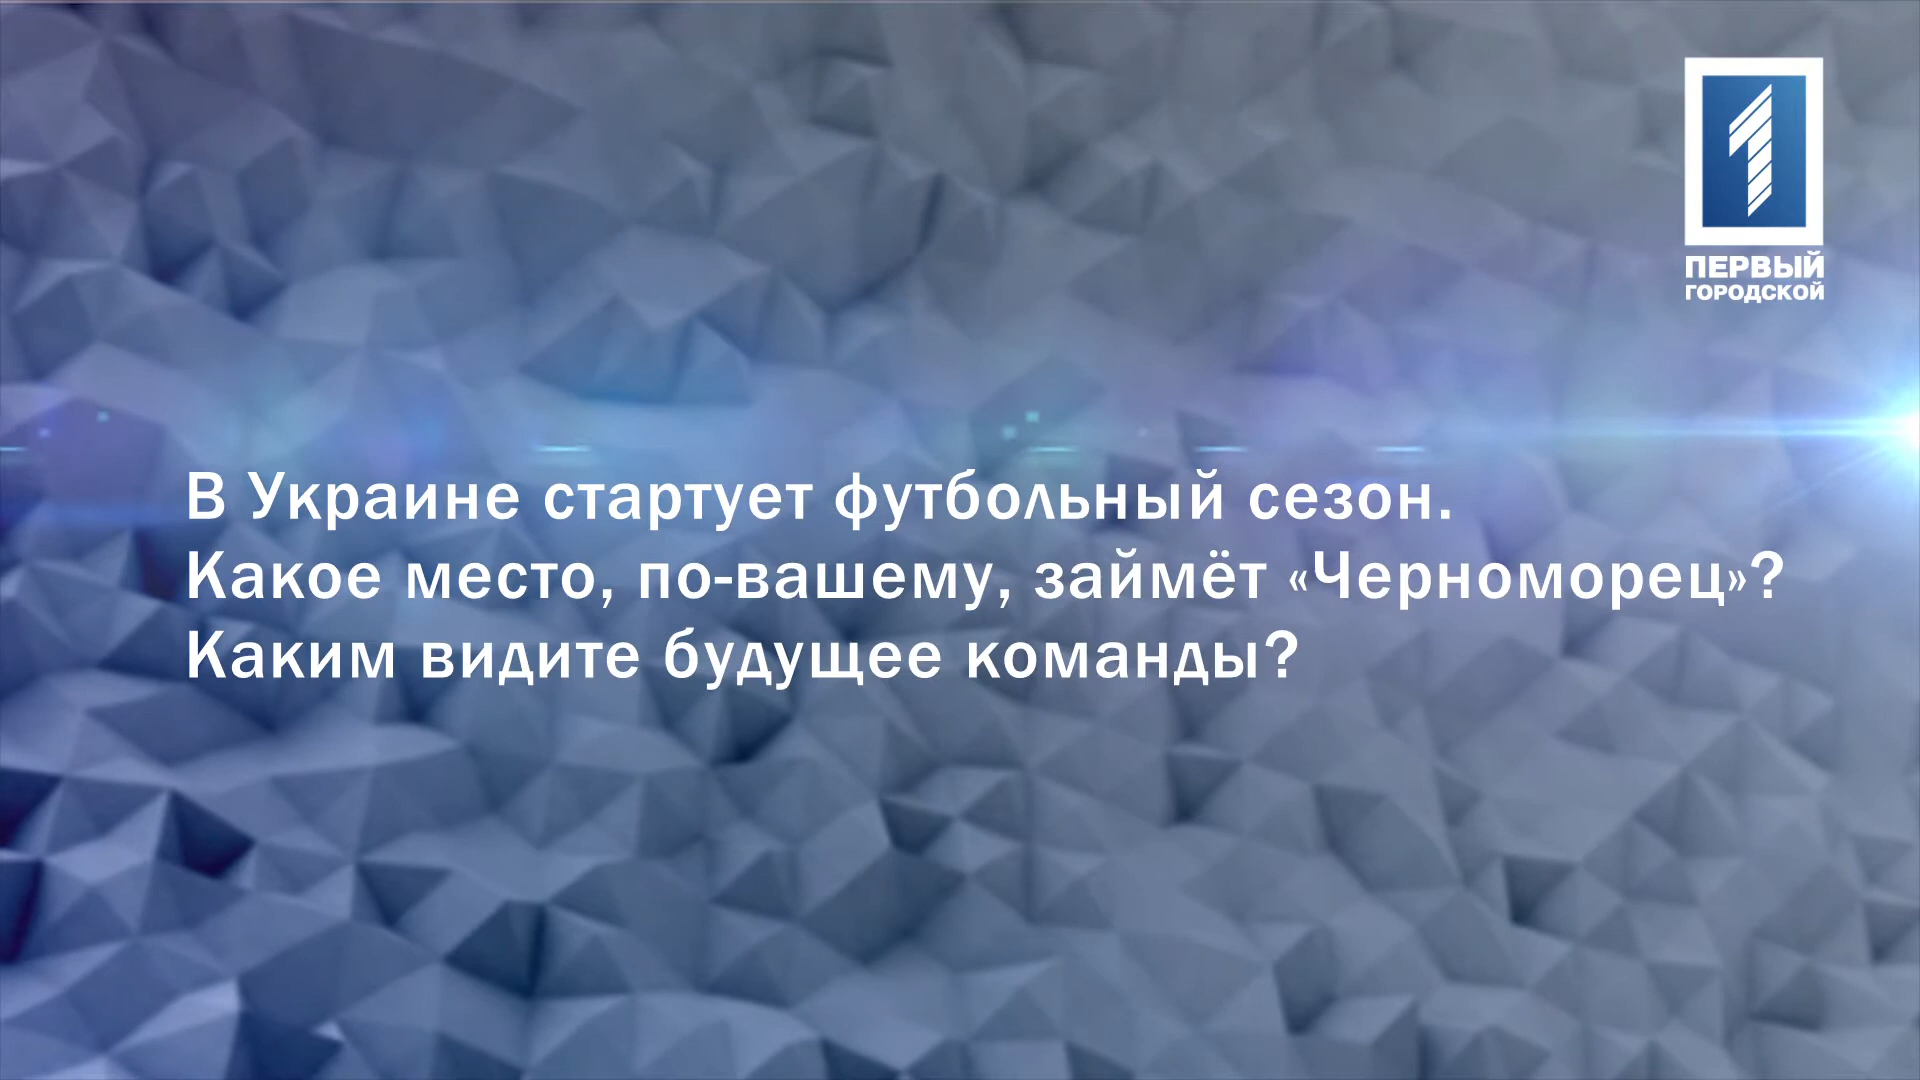 ПЕРВЫЙ
ГОРОДСКОЙ
В Украине стартует футбольный сезон.
Какое место, по-вашему, займёт «Черноморец»?
Каким видите будущее команды?